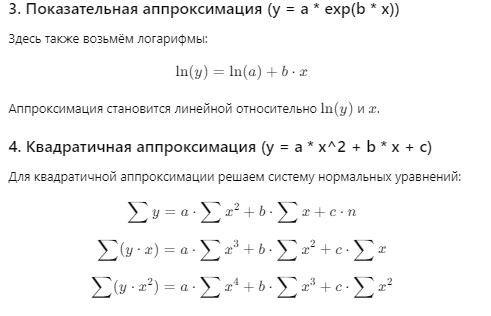 3. Показательная аппроксимация (y = a * exp(b * x))
Здесь также возьмём логарифмы:
ln(y) = ln(a) + b · x
Аппроксимация становится линейной относительно ln(y) и x.
4. Квадратичная аппроксимация (y = a * x^2 + b * x + c)
Для квадратичной аппроксимации решаем систему нормальных уравнений:
∑ y = a · ∑ x² + b · ∑ x + c · n
∑(y · x) = a · ∑ x³ + b · ∑ x² + c · ∑ x
∑(y · x²) = a · ∑ x⁴ + b · ∑ x³ + c · ∑ x²